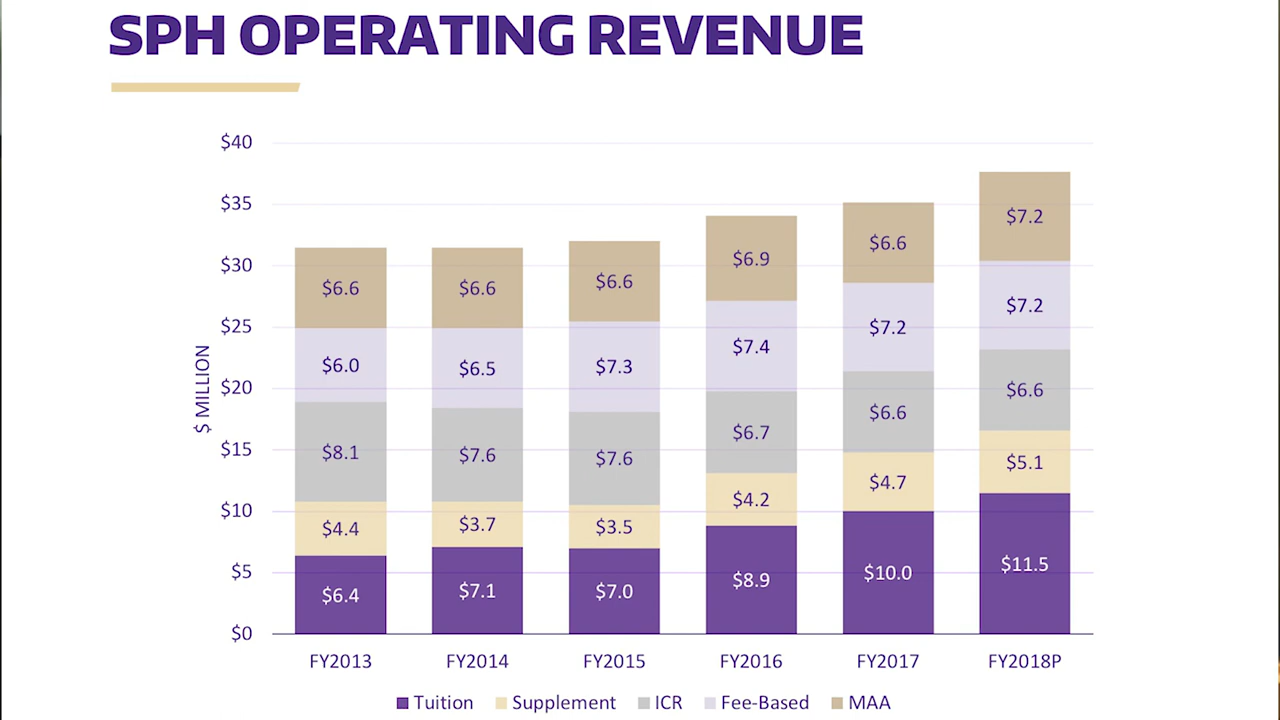 SPH OPERATING REVENUE
$40
$35
$30
$25
$20
$15
$10
$5
$0
$ MILLION
$6.6 $6.6 $6.6 $6.9 $6.6 $7.2
$6.0 $6.5 $7.3 $7.4 $7.2 $7.2
$8.1 $7.6 $7.6 $6.7 $6.6 $6.6
$4.4 $3.7 $3.5 $4.2 $4.7 $5.1
$6.4 $7.1 $7.0 $8.9 $10.0 $11.5
FY2013 FY2014 FY2015 FY2016 FY2017 FY2018P
Tuition Supplement ICR Fee-Based MAA